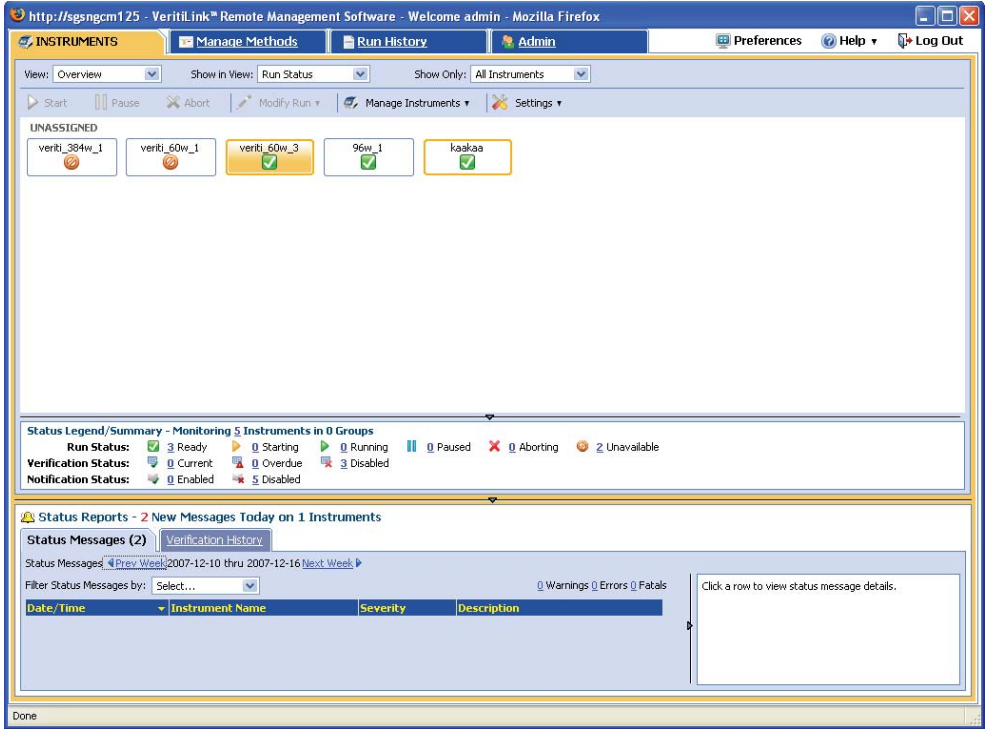 http://sgsngcm125 - VeritiLink™ Remote Management Software - Welcome admin - Mozilla Firefox
INSTRUMENTS Manage Methods Run History Admin Preferences Help Log Out
View: Overview Show in View: Run Status Show Only: All Instruments
Start Pause Abort Modify Run Manage Instruments Settings
UNASSIGNED
veriti_384w_1 veriti_60w_1 veriti_60w_3 96w_1 kaakaa
Status Legend/Summary - Monitoring 5 Instruments in 0 Groups
Run Status: 3 Ready 0 Starting 0 Running 0 Paused 0 Aborting 2 Unavailable
Verification Status: 0 Current 0 Overdue 3 Disabled
Notification Status: 0 Enabled 5 Disabled
Status Reports - 2 New Messages Today on 1 Instruments
Status Messages (2) Verification History
Status Messages Prev Week 2007-12-10 thru 2007-12-16 Next Week
Filter Status Messages by: Select... 0 Warnings 0 Errors 0 Fatals
Click a row to view status message details.
Date/Time Instrument Name Severity Description
Done